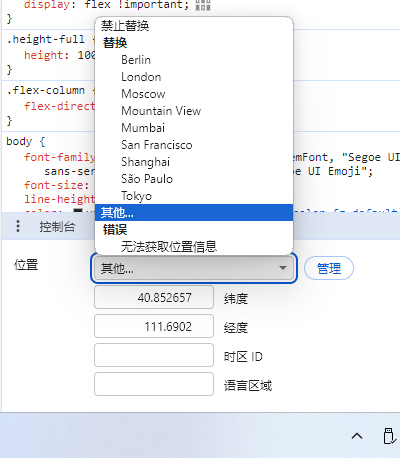 display: flex !important;
}
.height-full {
height: 100
}
.flex-column {
flex-direct
}
body {
font-family emFont, "Segoe UI
sans-ser oe UI Emoji";
font-size:
line-height
禁止替换
替换
Berlin
London
Moscow
Mountain View
Mumbai
San Francisco
Shanghai
São Paulo
Tokyo
其他...
错误
无法获取位置信息
控制台
位置
其他...
管理
40.852657 纬度
111.6902 经度
时区 ID
语言区域